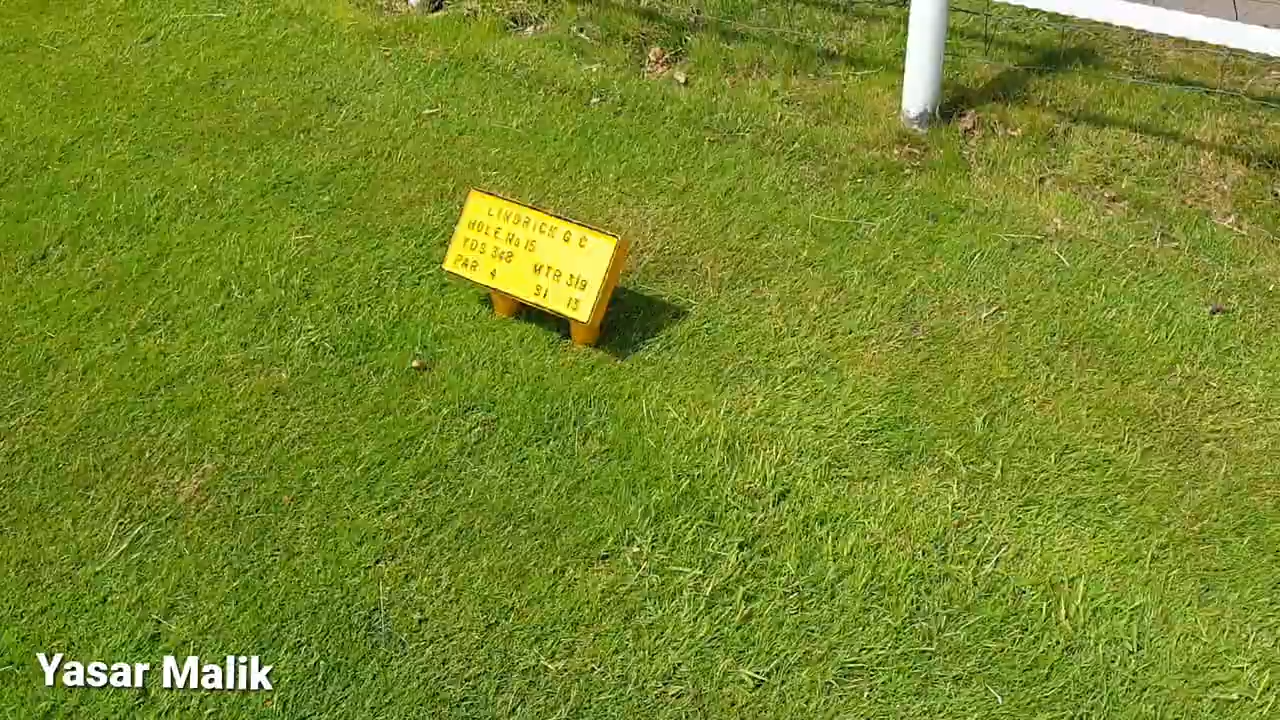 LINDRICK G C
HOLE No 15
YDS 348 MTR 319
PAR 4 SI 13
Yasar Malik